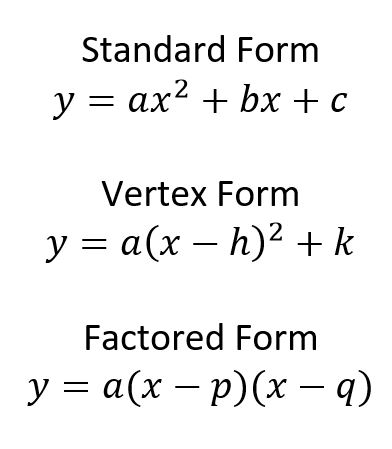 Standard Form
y = ax² + bx + c
Vertex Form
y = a(x − h)² + k
Factored Form
y = a(x − p)(x − q)